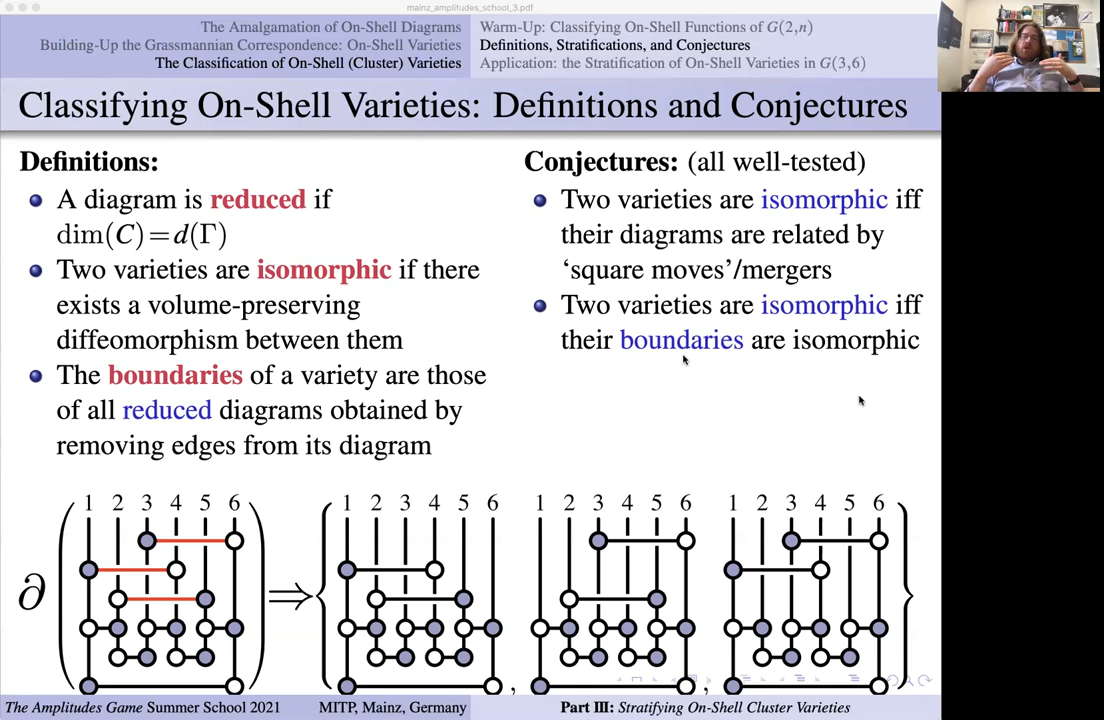 mainz_amplitudes_school_3.pdf
The Amalgamation of On-Shell Diagrams
Building-Up the Grassmannian Correspondence: On-Shell Varieties
The Classification of On-Shell (Cluster) Varieties
Warm-Up: Classifying On-Shell Functions of G(2,n)
Definitions, Stratifications, and Conjectures
Application: the Stratification of On-Shell Varieties in G(3,6)
Classifying On-Shell Varieties: Definitions and Conjectures
Definitions:
A diagram is reduced if
dim(C)=d(Γ)
Two varieties are isomorphic if there
exists a volume-preserving
diffeomorphism between them
The boundaries of a variety are those
of all reduced diagrams obtained by
removing edges from its diagram
Conjectures: (all well-tested)
Two varieties are isomorphic iff
their diagrams are related by
‘square moves’/mergers
Two varieties are isomorphic iff
their boundaries are isomorphic
1 2 3 4 5 6 1 2 3 4 5 6 1 2 3 4 5 6 1 2 3 4 5 6
∂ ( ) ⇒ { , , }
The Amplitudes Game Summer School 2021 MITP, Mainz, Germany Part III: Stratifying On-Shell Cluster Varieties